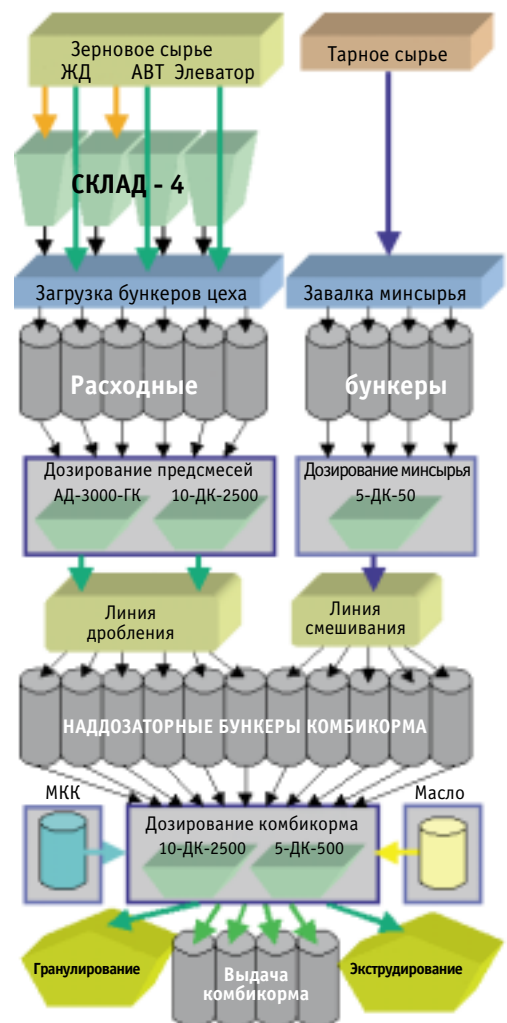 Зерновое сырье
ЖД АВТ Элеватор
Тарное сырье
СКЛАД - 4
Загрузка бункеров цеха
Завалка минсырья
Расходные бункеры
Дозирование предсмесей
АД-3000-ГК 10-ДК-2500
Дозирование минсырья
5-ДК-50
Линия
дробления
Линия
смешивания
НАДДОЗАТОРНЫЕ БУНКЕРЫ КОМБИКОРМА
МКК
Масло
Дозирование комбикорма
10-ДК-2500 5-ДК-500
Гранулирование
Выдача
комбикорма
Экструдирование